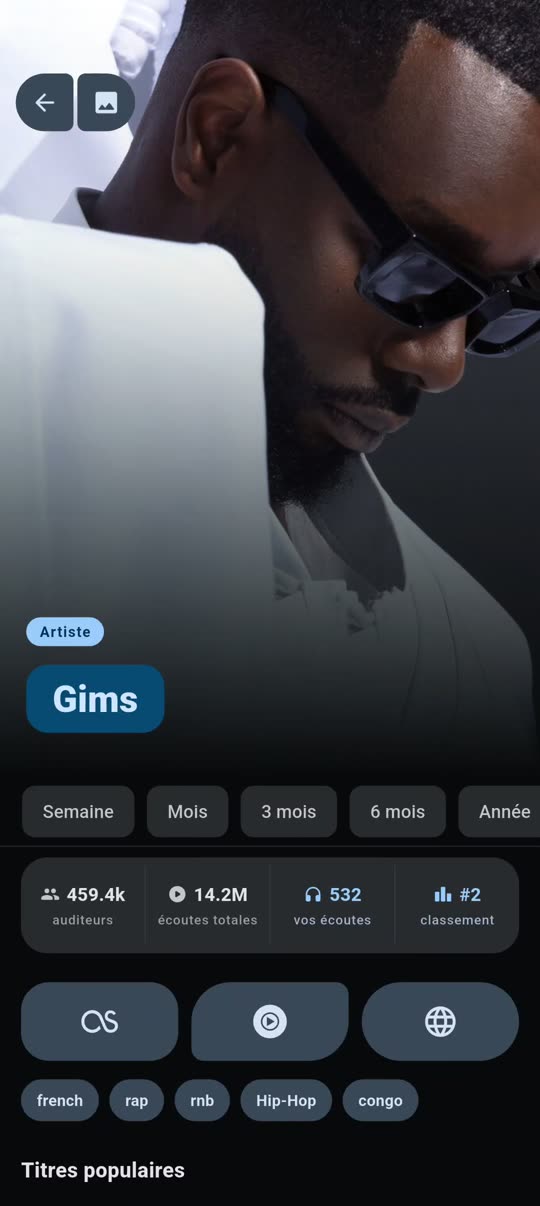 Artiste
Gims
Semaine Mois 3 mois 6 mois Année
459.4k 14.2M 532 #2
auditeurs écoutes totales vos écoutes classement
french rap rnb Hip-Hop congo
Titres populaires